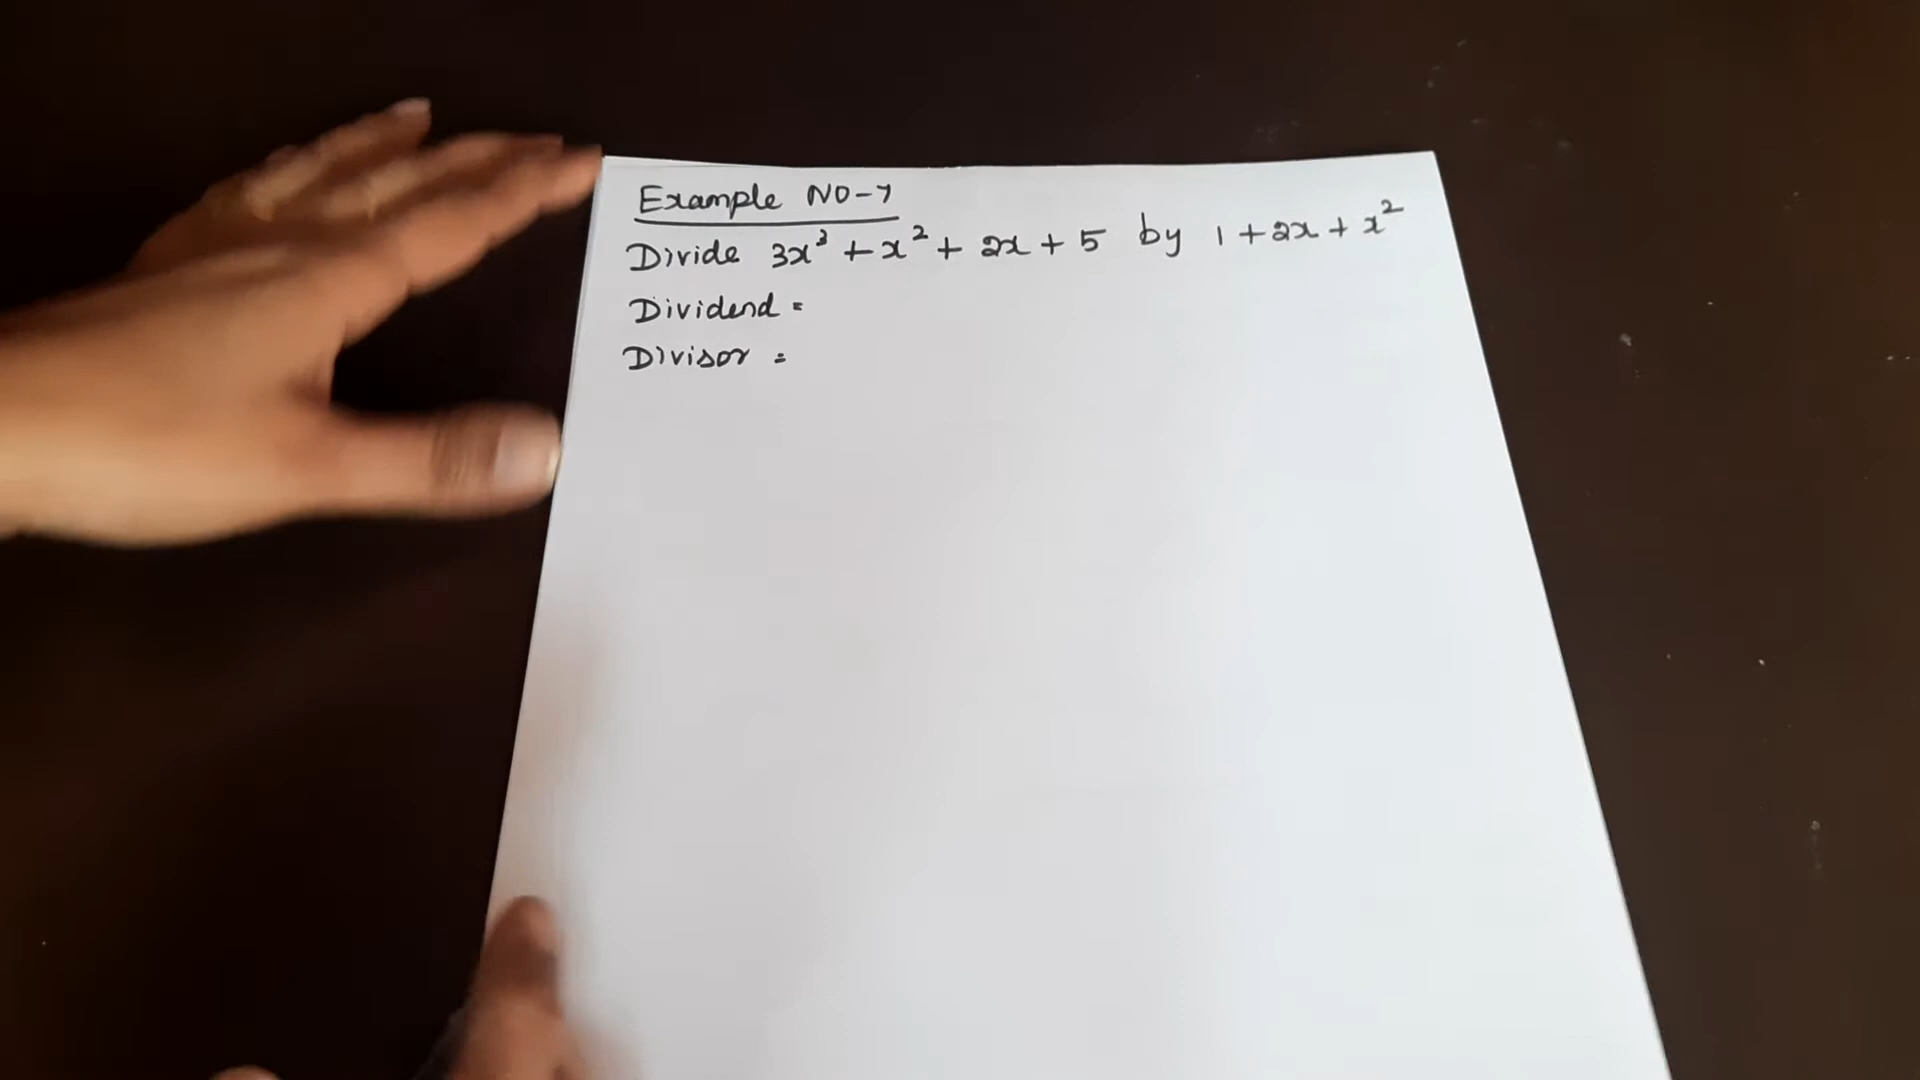 Example NO-7
Divide 3x³ + x² + 2x + 5 by 1 + 2x + x²
Dividend =
Divisor =